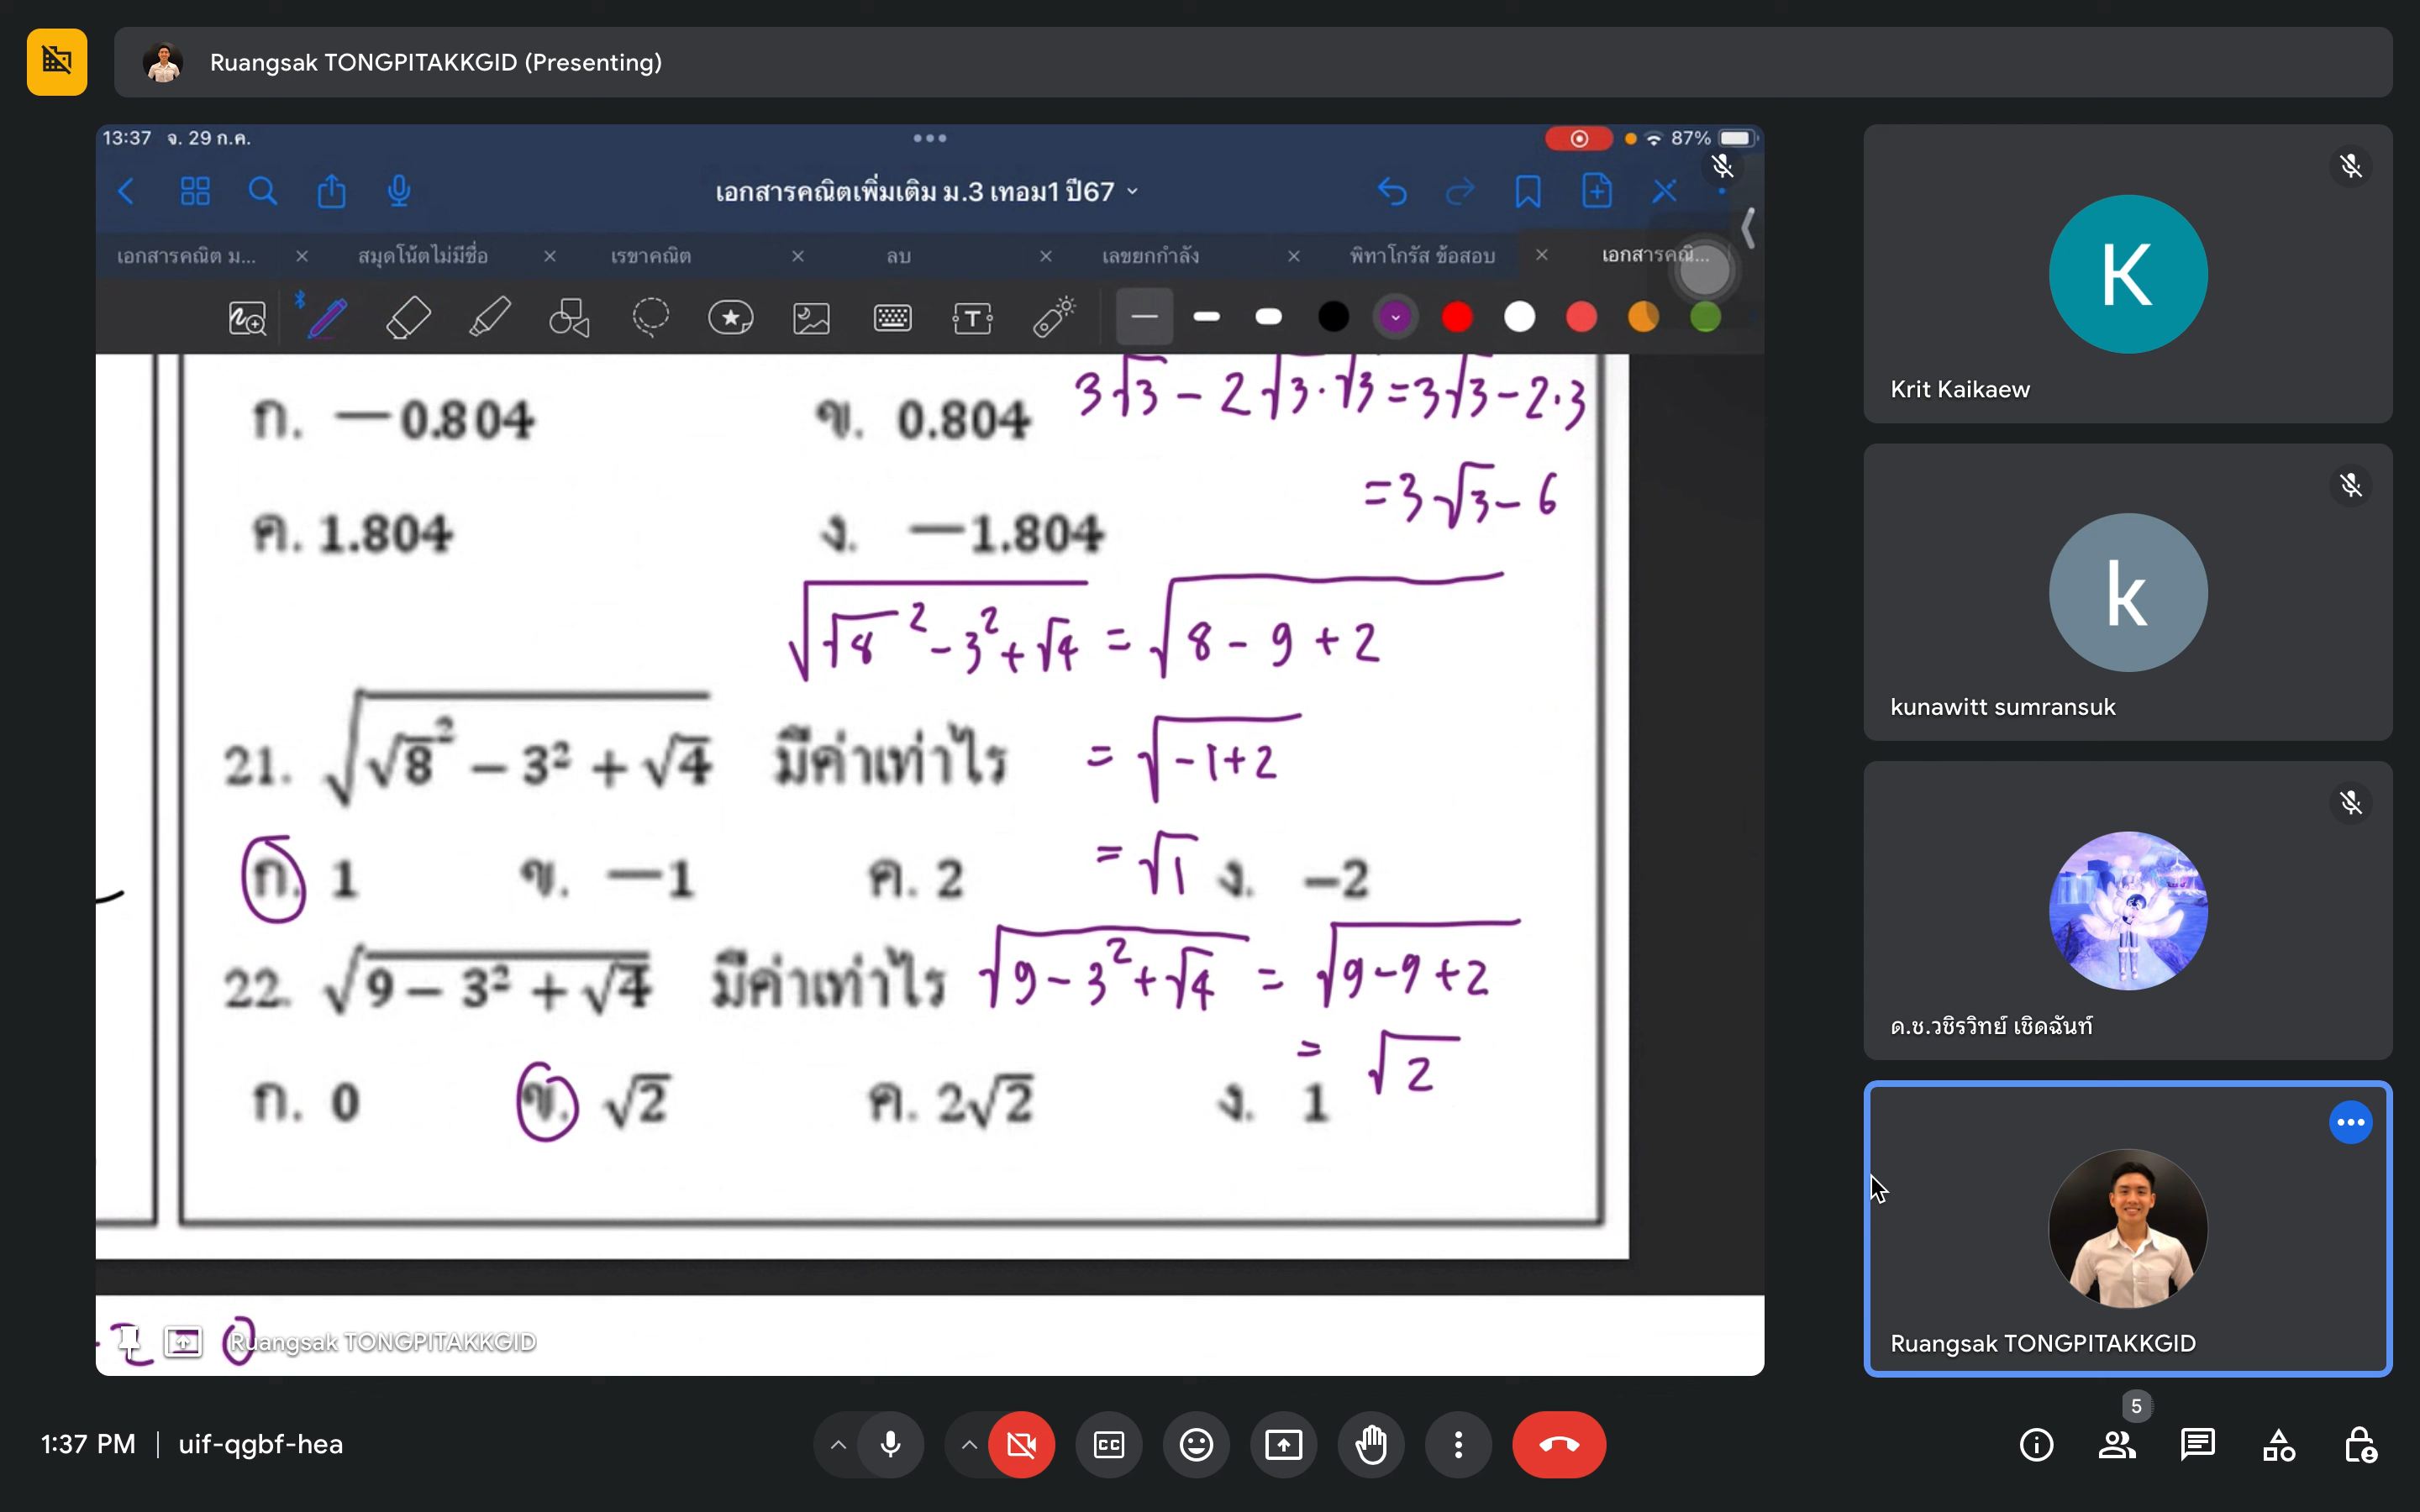 Ruangsak TONGPITAKKGID (Presenting)
13:37 จ. 29 ก.ค.
87%
เอกสารคณิตเพิ่มเติม ม.3 เทอม1 ปี67
เอกสารคณิต ม...
สมุดโน้ตไม่มีชื่อ
เรขาคณิต
ลบ
เลขยกกำลัง
พิทาโกรัส ข้อสอบ
เอกสารคณิ...
3√3 - 2√3·√3 = 3√3 - 2·3
ก. −0.804 ข. 0.804
= 3√3 - 6
ค. 1.804 ง. −1.804
√(√8² - 3² + √4) = √(8 - 9 + 2)
21. √(√8² − 3² + √4) มีค่าเท่าไร = √(-1+2)
ก. 1 ข. −1 ค. 2 = √1 ง. −2
22. √(9 − 3² + √4) มีค่าเท่าไร √(9 - 3² + √4) = √(9-9+2)
= √2
ก. 0 ข. √2 ค. 2√2 ง. 1
Ruangsak TONGPITAKKGID
K
Krit Kaikaew
k
kunawitt sumransuk
ด.ช.วชิรวิทย์ เชิดฉันท์
Ruangsak TONGPITAKKGID
1:37 PM | uif-qgbf-hea
CC
5